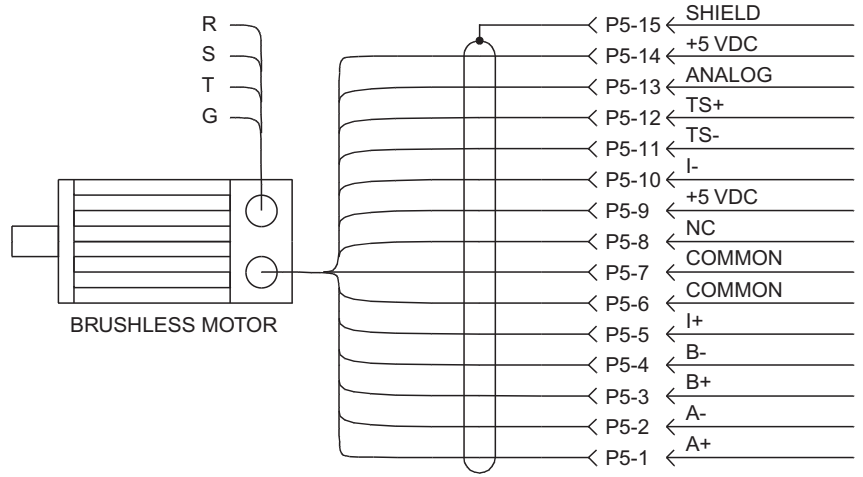 R
S
T
G
BRUSHLESS MOTOR
P5-15 SHIELD
P5-14 +5 VDC
P5-13 ANALOG
P5-12 TS+
P5-11 TS-
P5-10 I-
P5-9 +5 VDC
P5-8 NC
P5-7 COMMON
P5-6 COMMON
P5-5 I+
P5-4 B-
P5-3 B+
P5-2 A-
P5-1 A+